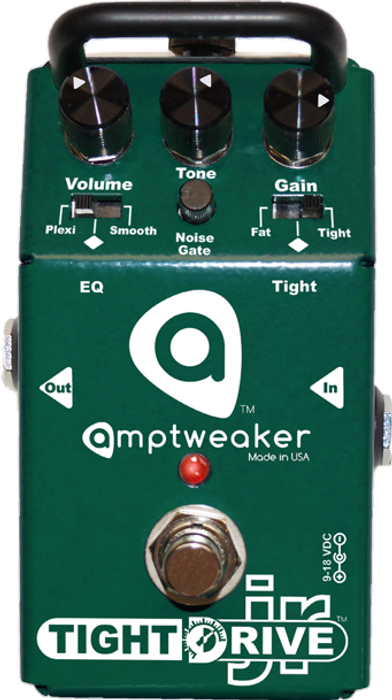 Volume
Tone
Gain
Plexi
Smooth
Noise
Gate
Fat
Tight
EQ
Tight
a
TM
Out
In
amptweaker
Made in USA
9-18 VDC
jr
TIGHT DRIVE TM